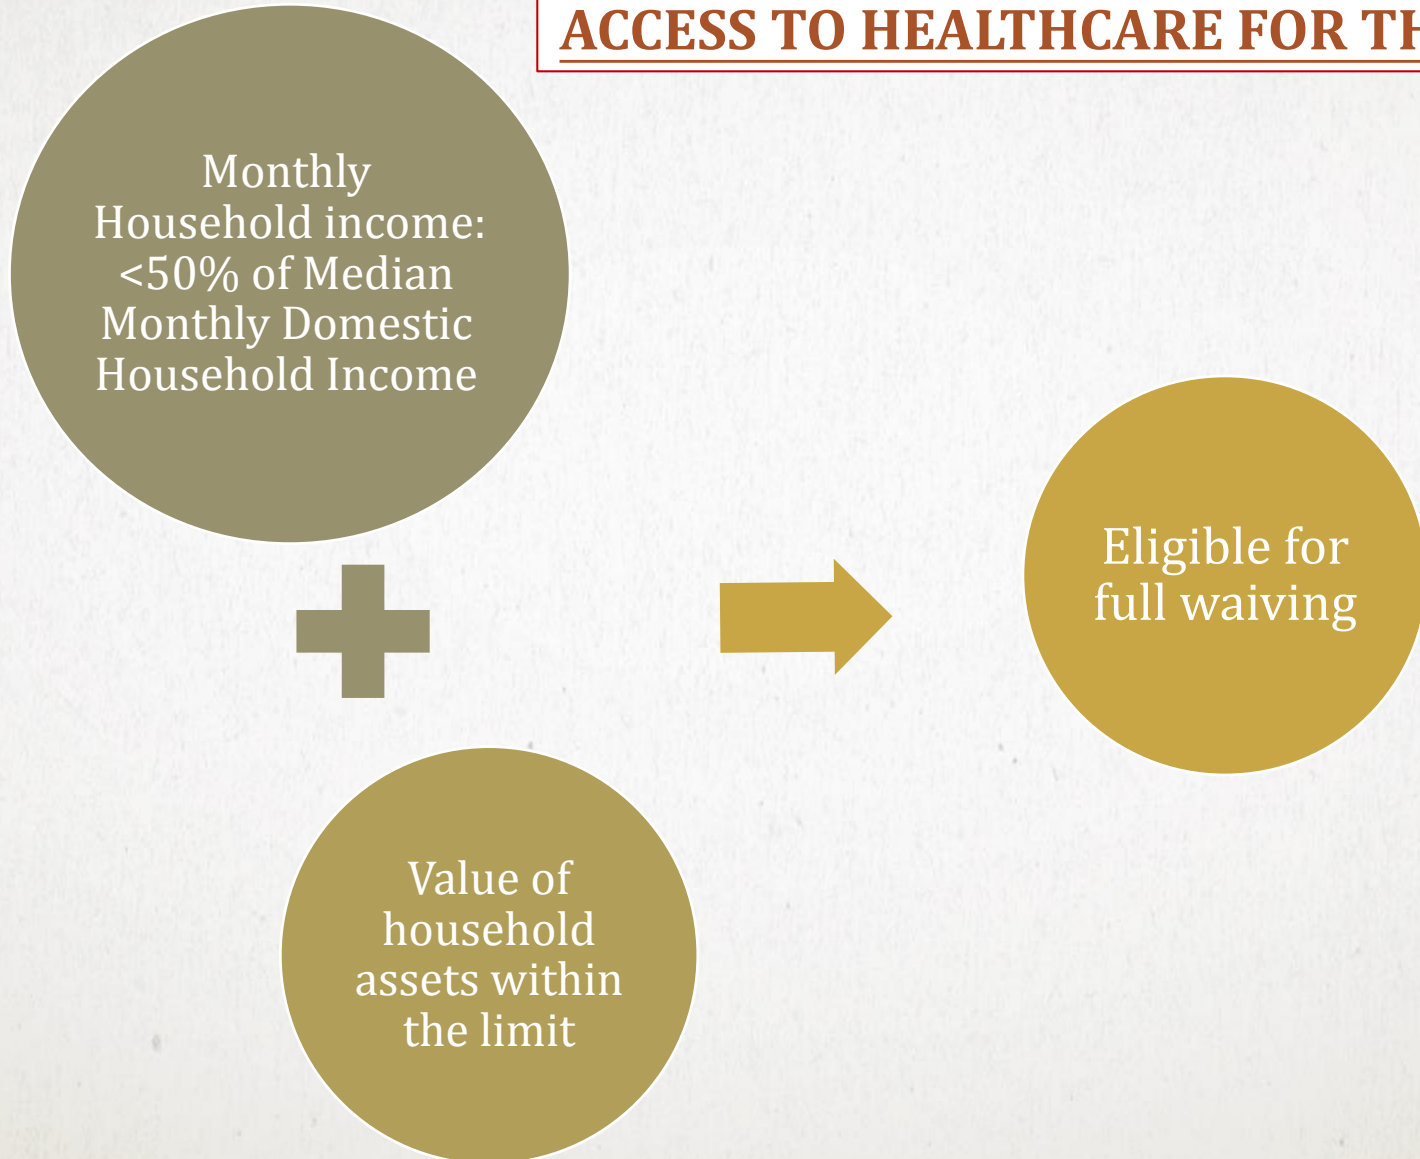 ACCESS TO HEALTHCARE FOR
Monthly
Household income:
<50% of Median
Monthly Domestic
Household Income
Eligible for
full waiving
Value of
household
assets within
the limit